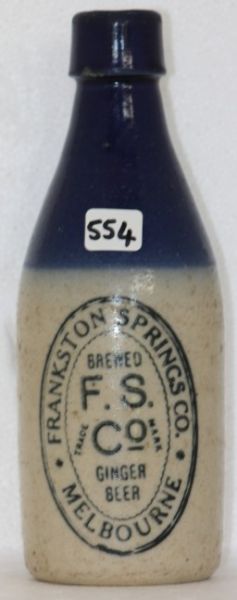 554
FRANKSTON SPRINGS CO.
BREWED
F. S.
TRADE Co MARK
GINGER
BEER
MELBOURNE